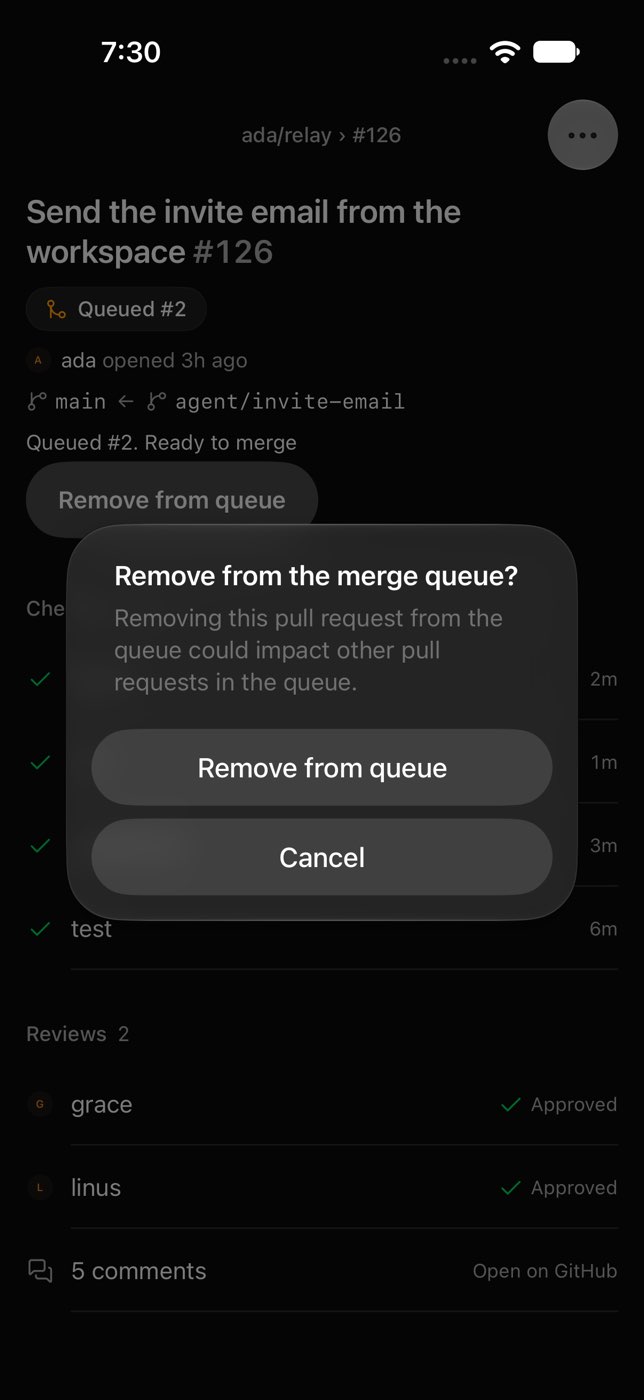 7:30
ada/relay › #126
Send the invite email from the
workspace #126
Queued #2
A ada opened 3h ago
main ← agent/invite-email
Queued #2. Ready to merge
Remove from queue
Remove from the merge queue?
Removing this pull request from the
queue could impact other pull
requests in the queue.
Remove from queue
Cancel
Che
2m
1m
3m
test 6m
Reviews 2
G grace Approved
L linus Approved
5 comments Open on GitHub